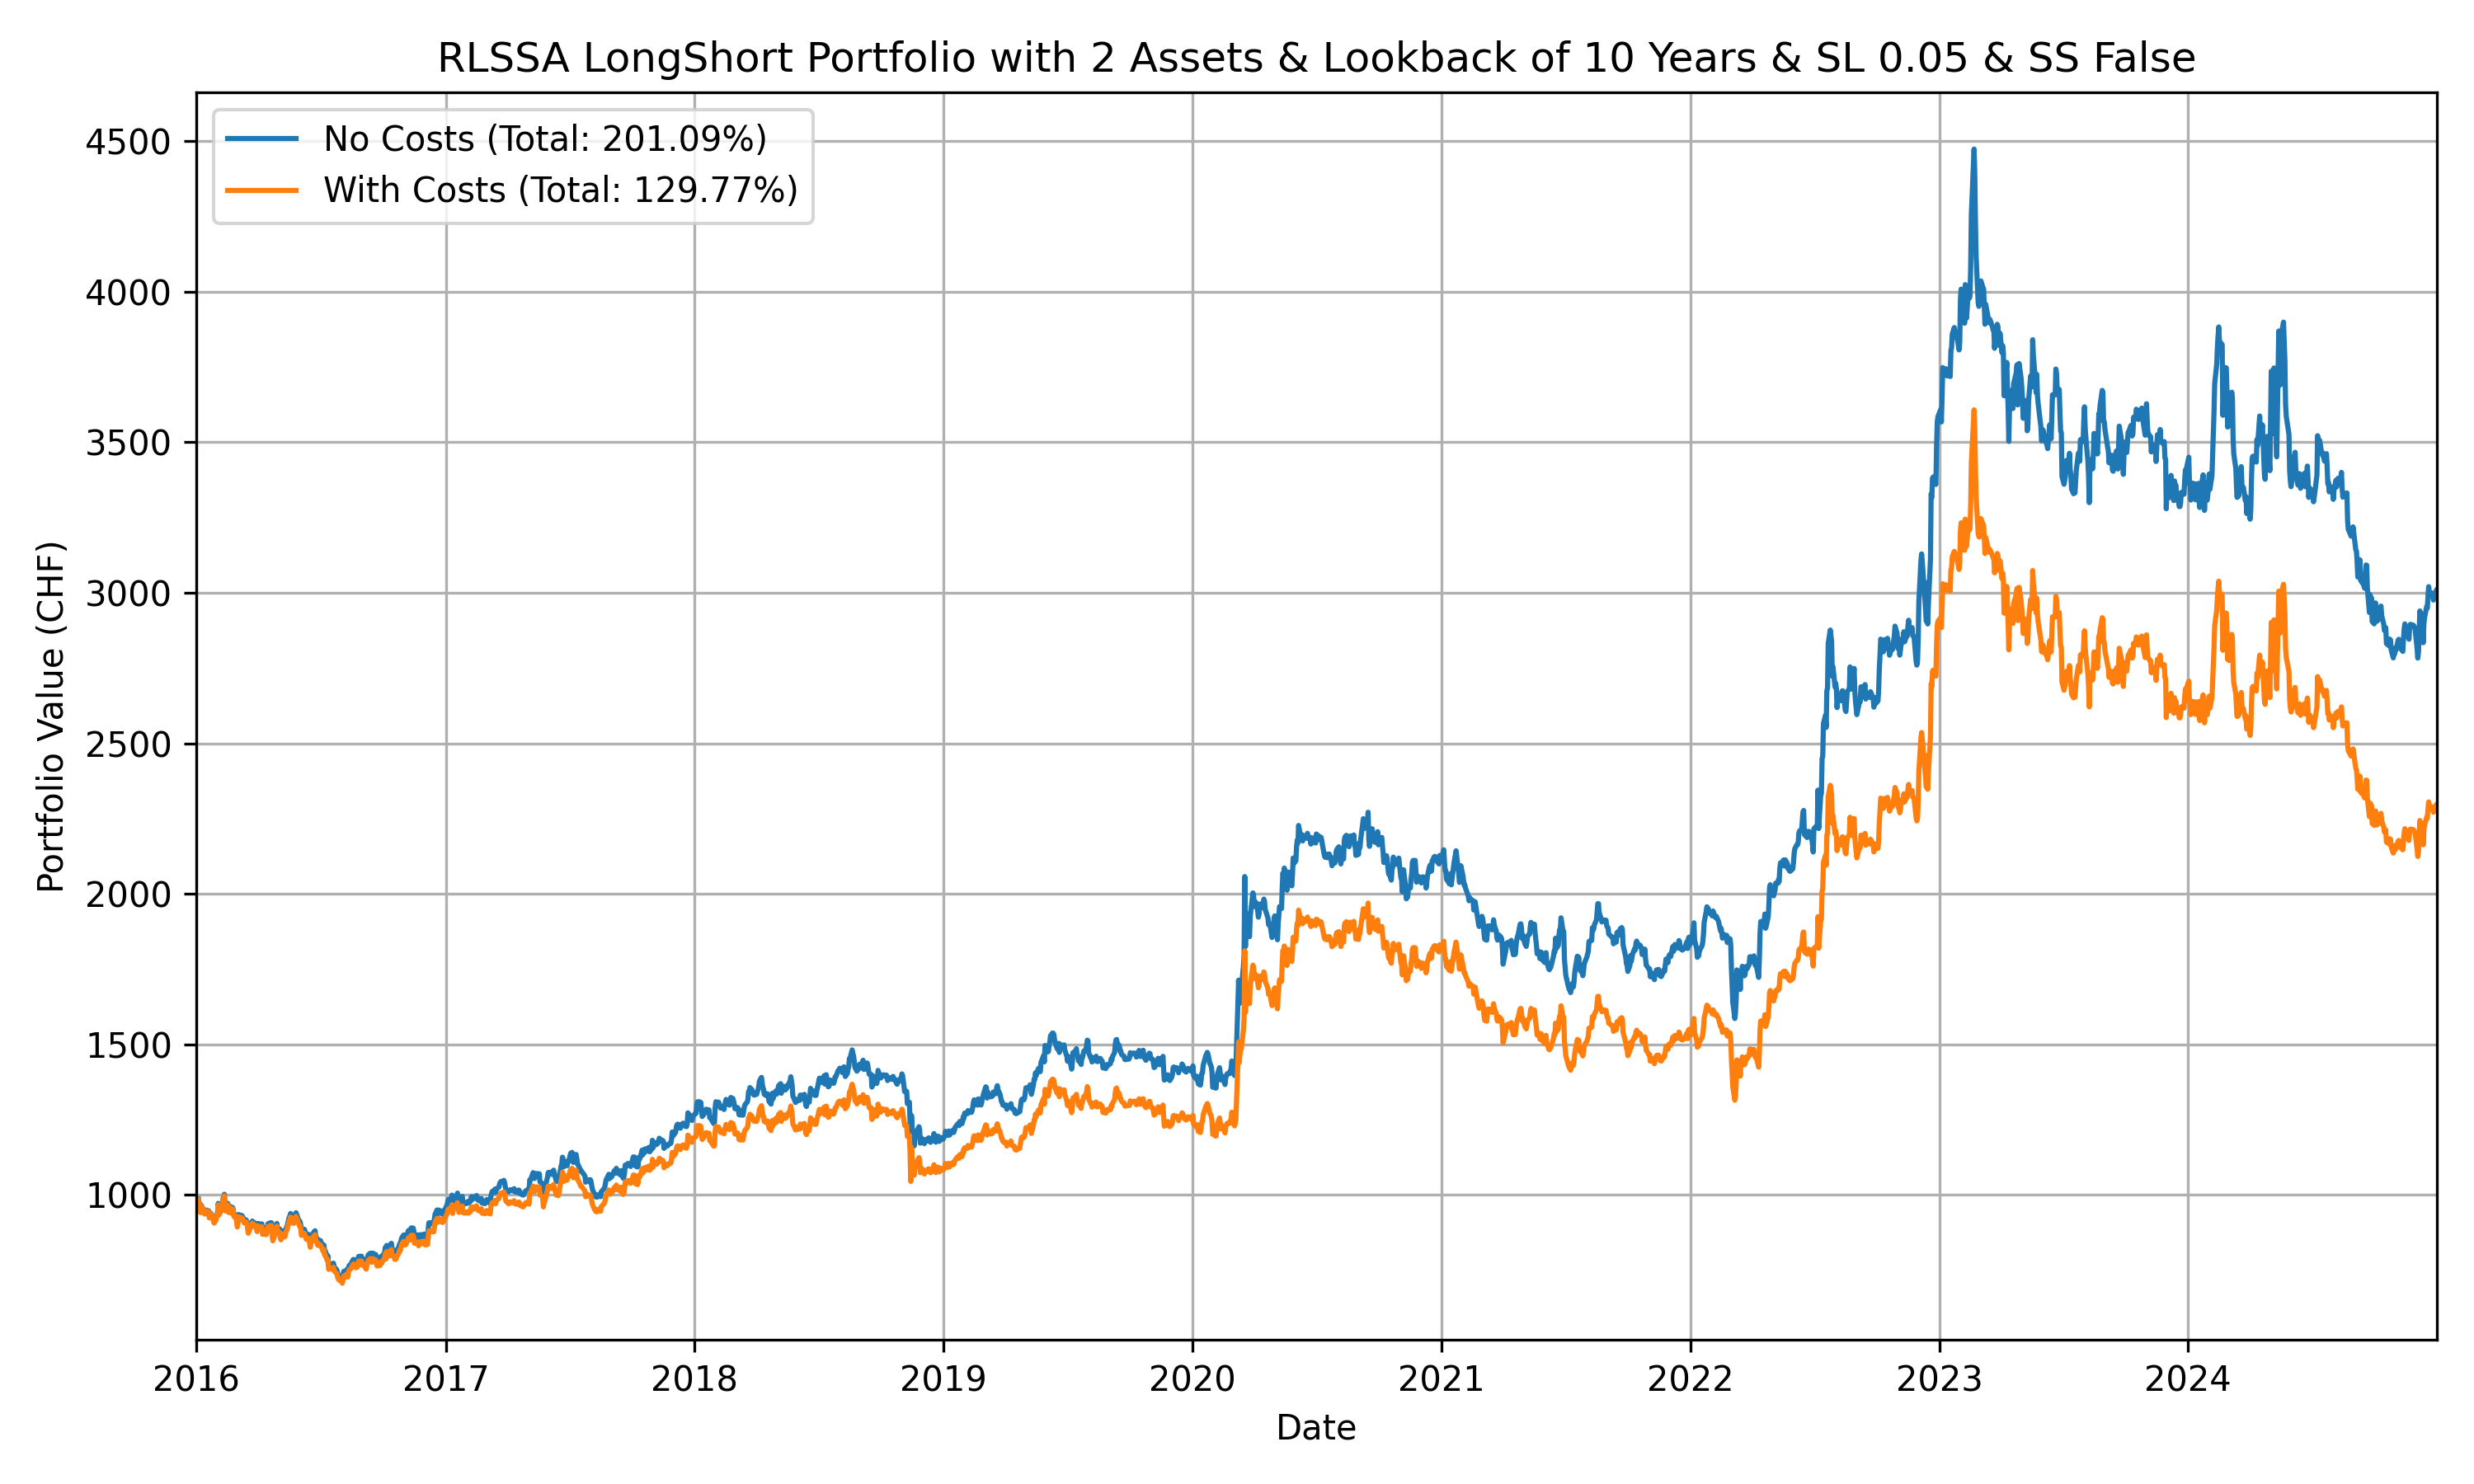 RLSSA LongShort Portfolio with 2 Assets & Lookback of 10 Years & SL 0.05 & SS False
No Costs (Total: 201.09%)
With Costs (Total: 129.77%)
4500
4000
3500
3000
2500
2000
1500
1000
Portfolio Value (CHF)
2016 2017 2018 2019 2020 2021 2022 2023 2024
Date